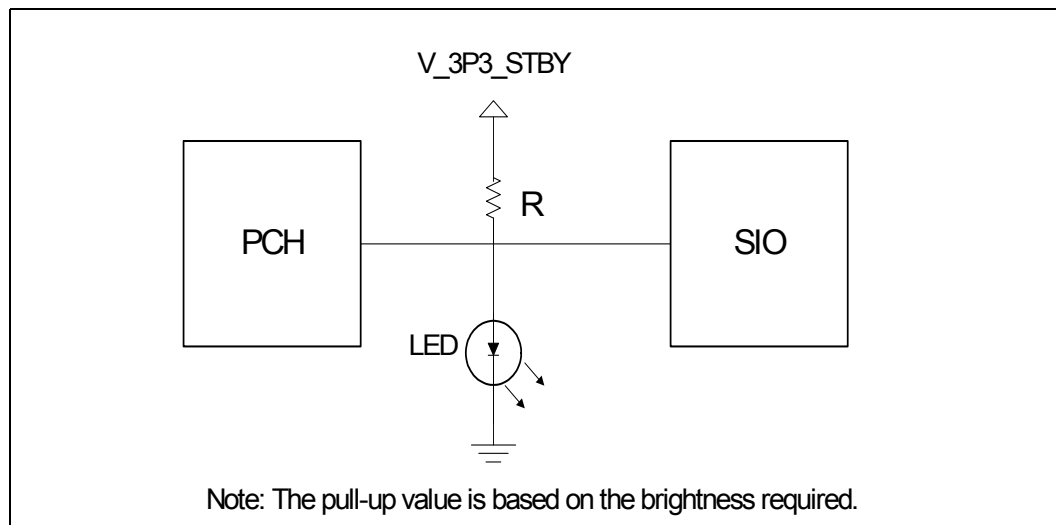 V_3P3_STBY
R
PCH
SIO
LED
Note: The pull-up value is based on the brightness required.